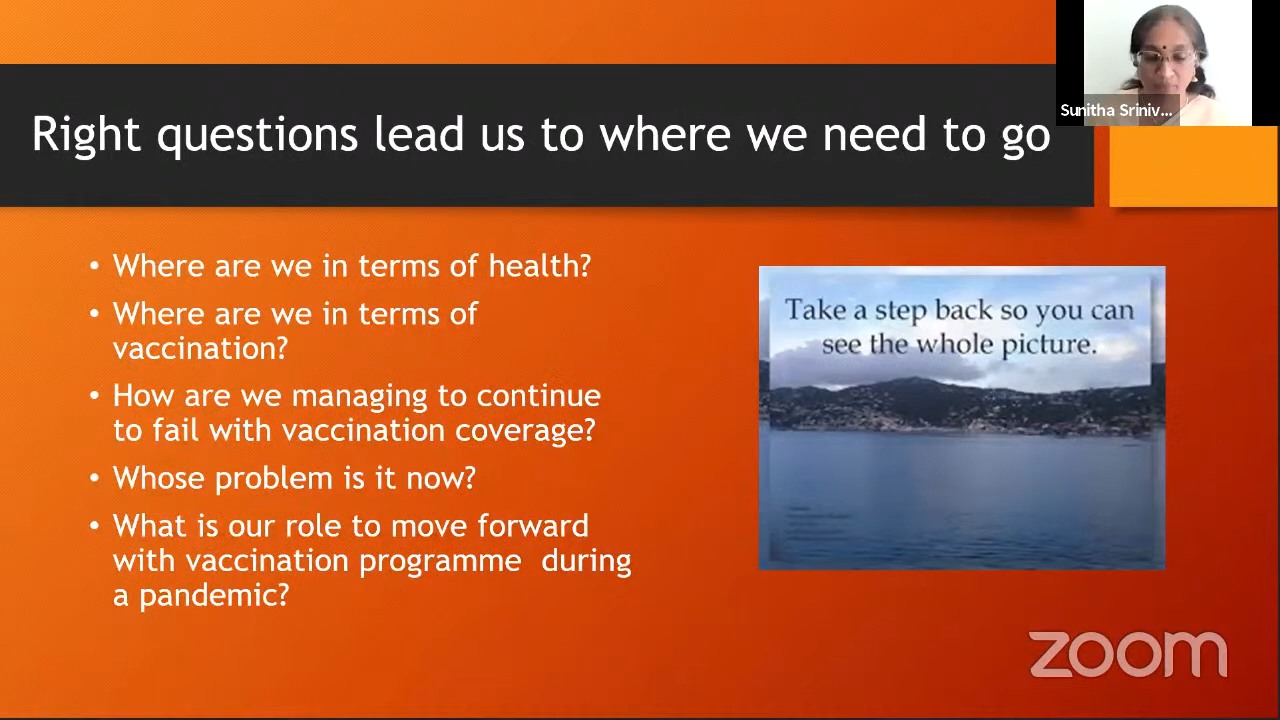 Sunitha Sriniv...
Right questions lead us to where we need to go
• Where are we in terms of health?
• Where are we in terms of
vaccination?
• How are we managing to continue
to fail with vaccination coverage?
• Whose problem is it now?
• What is our role to move forward
with vaccination programme  during
a pandemic?
Take a step back so you can
see the whole picture.
zoom